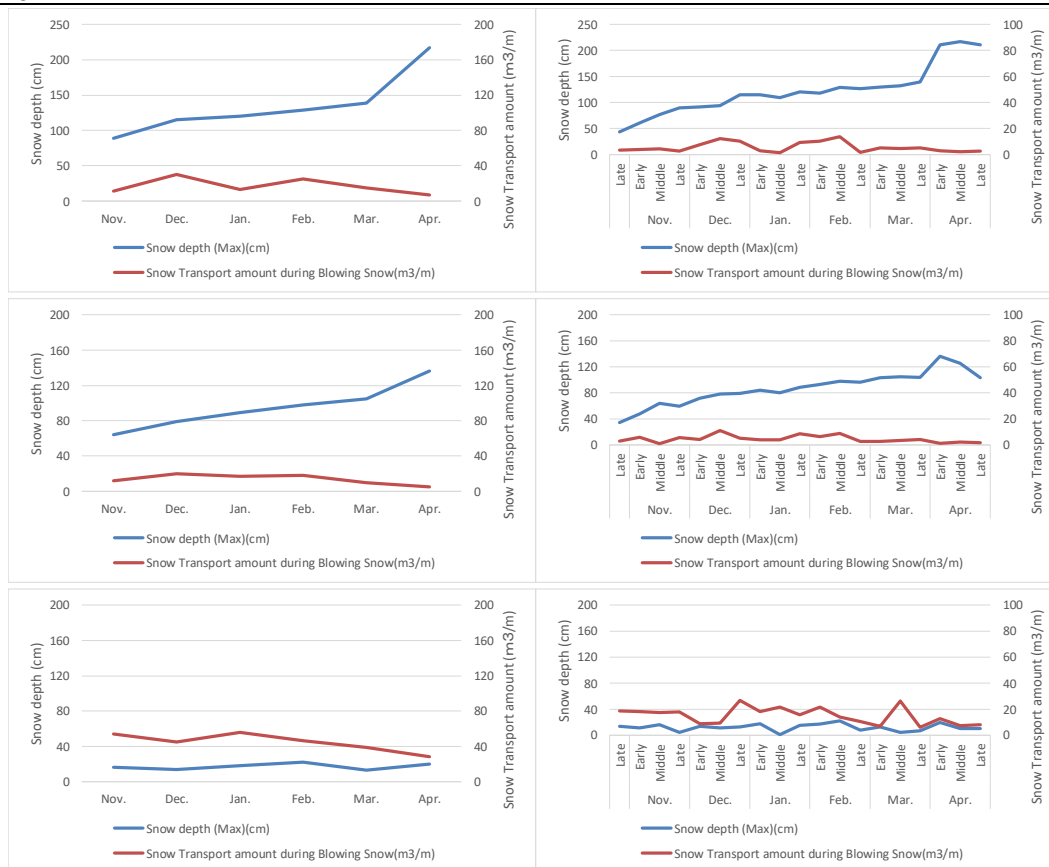 250
200
150
100
50
0
Snow depth (cm)
200
160
120
80
40
0
Snow Transport amount (m3/m)
Nov. Dec. Jan. Feb. Mar. Apr.
Snow depth (Max)(cm)
Snow Transport amount during Blowing Snow(m3/m)
250
200
150
100
50
0
Snow depth (cm)
100
80
60
40
20
0
Snow Transport amount (m3/m)
Late Early Middle Late Early Middle Late Early Middle Late Early Middle Late Early Middle Late Early Middle Late
Nov. Dec. Jan. Feb. Mar. Apr.
Snow depth (Max)(cm)
Snow Transport amount during Blowing Snow(m3/m)
200
160
120
80
40
0
Snow depth (cm)
200
160
120
80
40
0
Snow Transport amount (m3/m)
Nov. Dec. Jan. Feb. Mar. Apr.
Snow depth (Max)(cm)
Snow Transport amount during Blowing Snow(m3/m)
200
160
120
80
40
0
Snow depth (cm)
100
80
60
40
20
0
Snow Transport amount (m3/m)
Late Early Middle Late Early Middle Late Early Middle Late Early Middle Late Early Middle Late Early Middle Late
Nov. Dec. Jan. Feb. Mar. Apr.
Snow depth (Max)(cm)
Snow Transport amount during Blowing Snow(m3/m)
200
160
120
80
40
0
Snow depth (cm)
200
160
120
80
40
0
Snow Transport amount (m3/m)
Nov. Dec. Jan. Feb. Mar. Apr.
Snow depth (Max)(cm)
Snow Transport amount during Blowing Snow(m3/m)
200
160
120
80
40
0
Snow depth (cm)
100
80
60
40
20
0
Snow Transport amount (m3/m)
Late Early Middle Late Early Middle Late Early Middle Late Early Middle Late Early Middle Late Early Middle Late
Nov. Dec. Jan. Feb. Mar. Apr.
Snow depth (Max)(cm)
Snow Transport amount during Blowing Snow(m3/m)